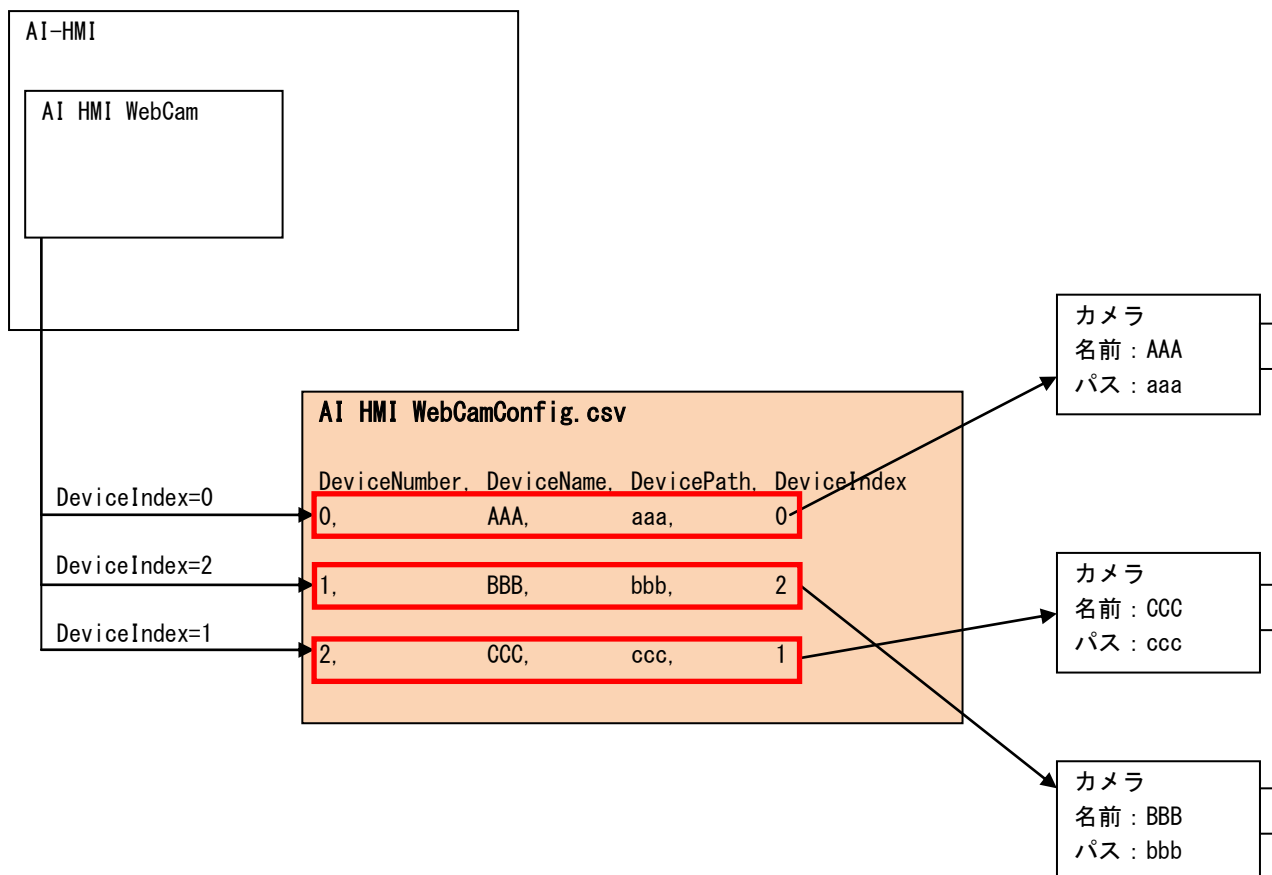 AI-HMI
AI HMI WebCam
カメラ
名前：AAA
パス：aaa
AI HMI WebCamConfig.csv
DeviceNumber, DeviceName, DevicePath, DeviceIndex
DeviceIndex=0
0, AAA, aaa, 0
DeviceIndex=2
1, BBB, bbb, 2
DeviceIndex=1
2, CCC, ccc, 1
カメラ
名前：CCC
パス：ccc
カメラ
名前：BBB
パス：bbb